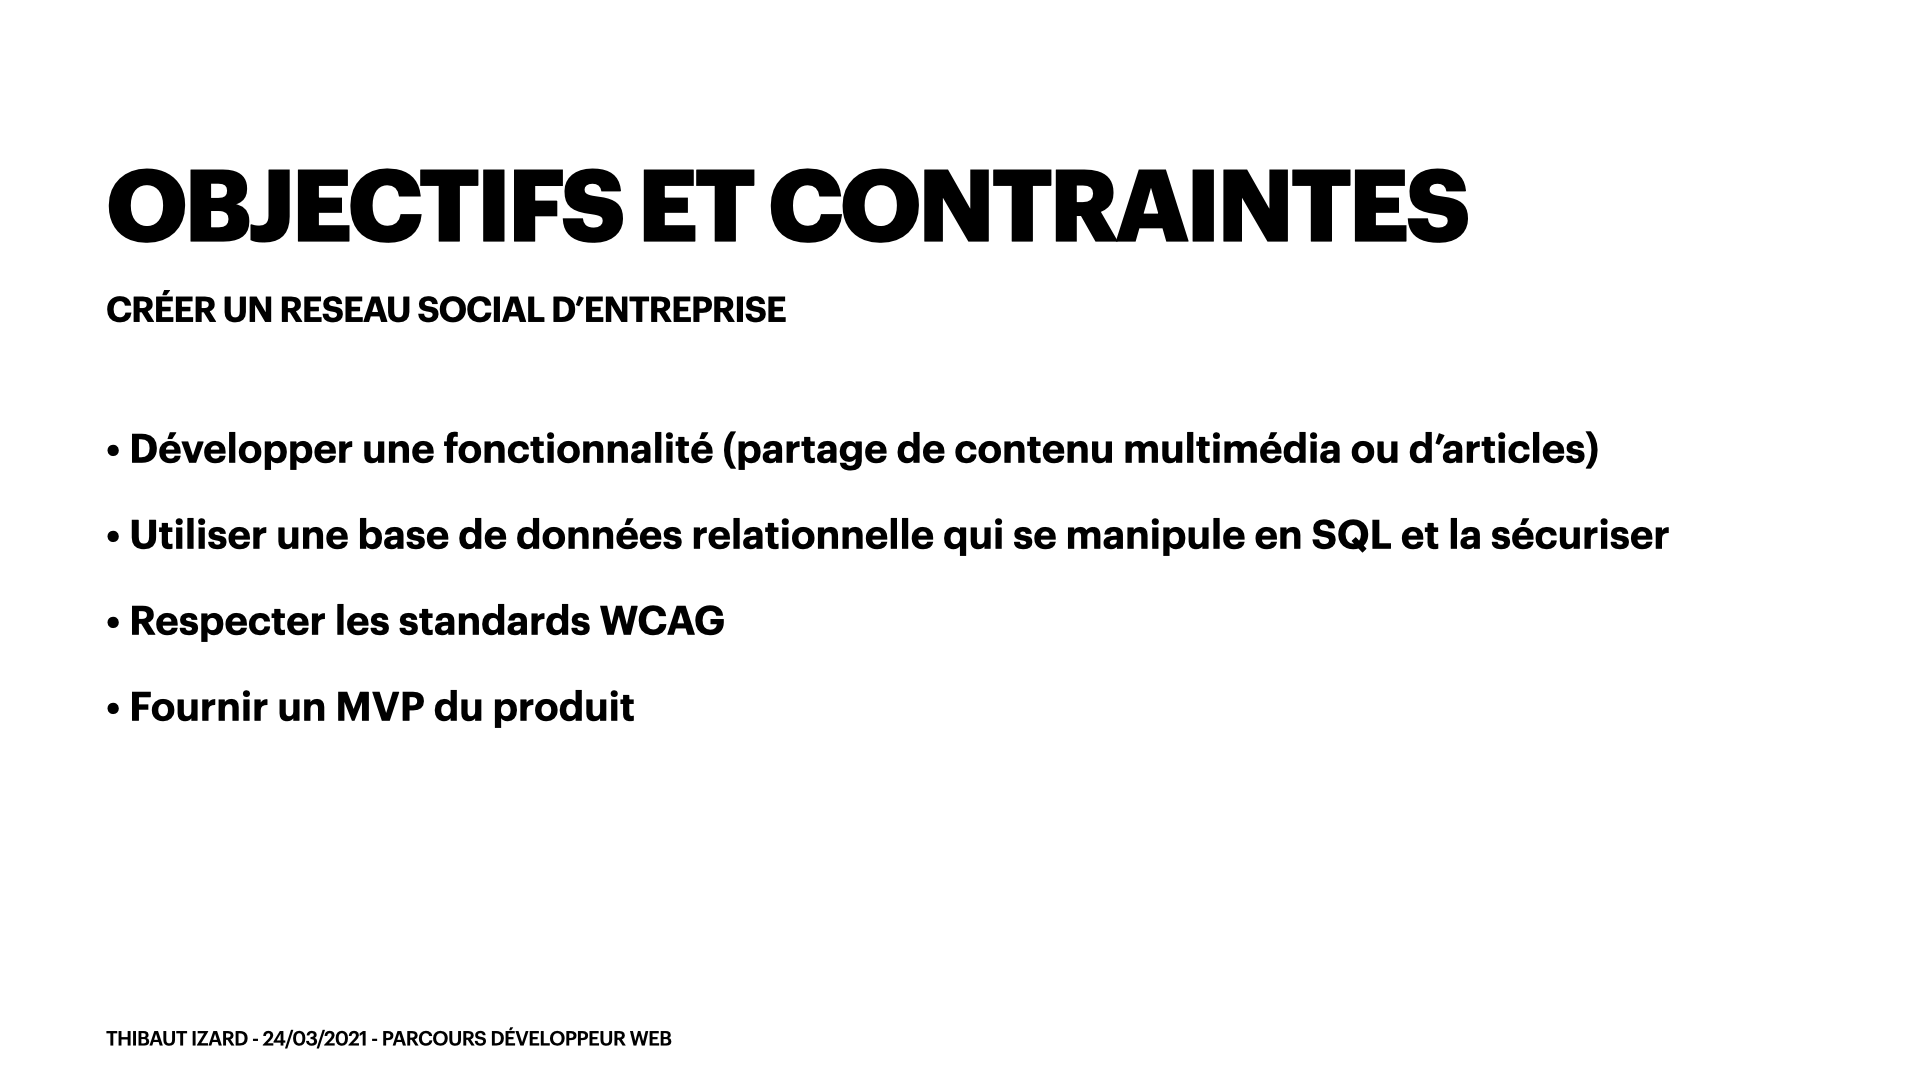 OBJECTIFS ET CONTRAINTES
CRÉER UN RESEAU SOCIAL D’ENTREPRISE
• Développer une fonctionnalité (partage de contenu multimédia ou d’articles)
• Utiliser une base de données relationnelle qui se manipule en SQL et la sécuriser
• Respecter les standards WCAG
• Fournir un MVP du produit
THIBAUT IZARD - 24/03/2021 - PARCOURS DÉVELOPPEUR WEB